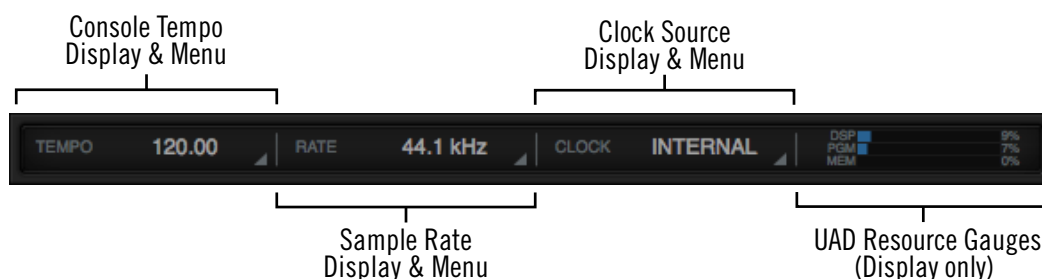 Console Tempo
Display & Menu
Clock Source
Display & Menu
TEMPO 120.00 RATE 44.1 kHz CLOCK INTERNAL
DSP 9%
PGM 7%
MEM 0%
Sample Rate
Display & Menu
UAD Resource Gauges
(Display only)